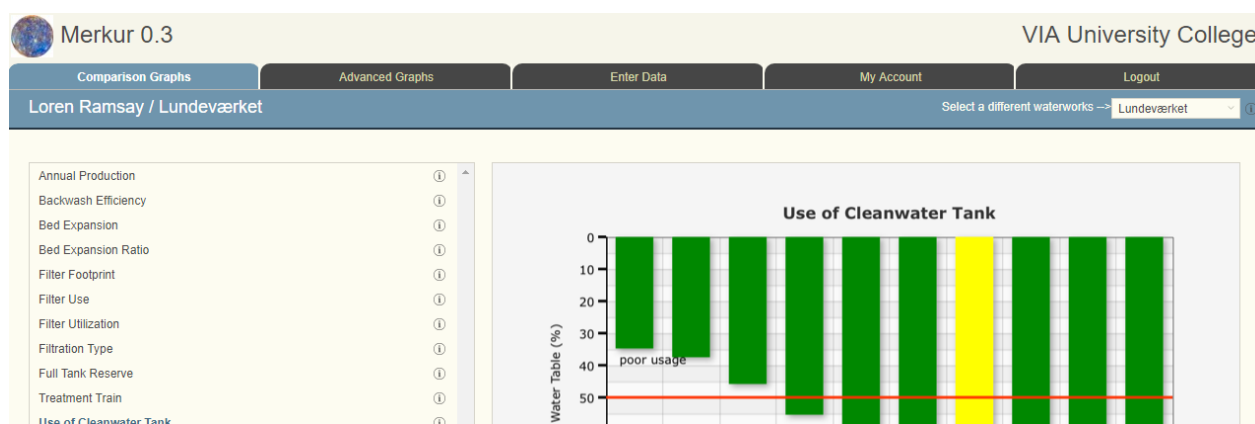 Merkur 0.3
VIA University College
Comparison Graphs
Advanced Graphs
Enter Data
My Account
Logout
Loren Ramsay / Lundeværket
Select a different waterworks -->
Lundeværket
Annual Production
Backwash Efficiency
Bed Expansion
Bed Expansion Ratio
Filter Footprint
Filter Use
Filter Utilization
Filtration Type
Full Tank Reserve
Treatment Train
Use of Cleanwater Tank
Use of Cleanwater Tank
0
10
20
30
40
50
Water Table (%)
poor usage